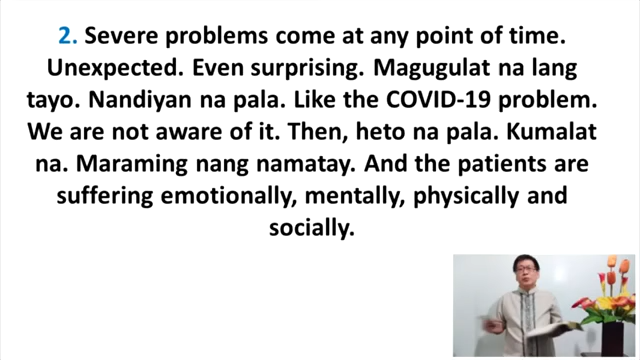 2. Severe problems come at any point of time.
Unexpected. Even surprising. Magugulat na lang
tayo. Nandiyan na pala. Like the COVID-19 problem.
We are not aware of it. Then, heto na pala. Kumalat
na. Maraming nang namatay. And the patients are
suffering emotionally, mentally, physically and
socially.